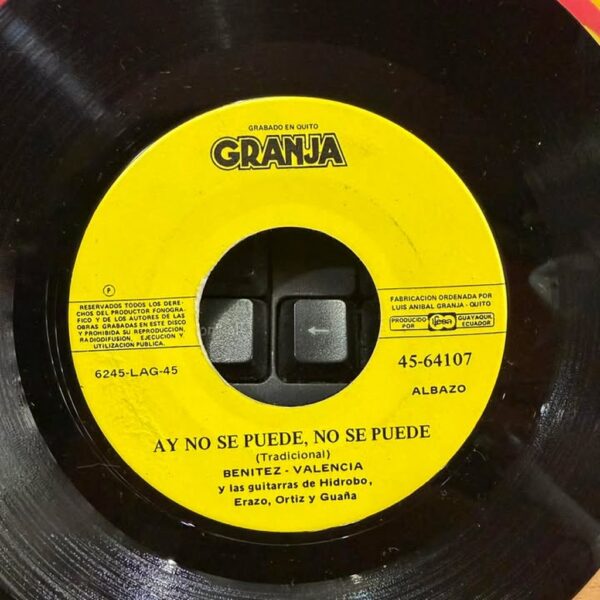 GRABADO EN QUITO
GRANJA
P
RESERVADOS TODOS LOS DERE-
CHOS DEL PRODUCTOR FONOGRA-
FICO Y DE LOS AUTORES DE LAS
OBRAS GRABADAS EN ESTE DISCO
Y PROHIBIDA SU REPRODUCCION,
RADIODIFUSION, EJECUCION Y
UTILIZACION PUBLICA.
6245-LAG-45
FABRICACION ORDENADA POR
LUIS ANIBAL GRANJA - QUITO
PRODUCIDO POR fesa GUAYAQUIL ECUADOR
45-64107
ALBAZO
←
AY NO SE PUEDE, NO SE PUEDE
(Tradicional)
BENITEZ - VALENCIA
y las guitarras de Hidrobo,
Erazo, Ortiz y Guaña